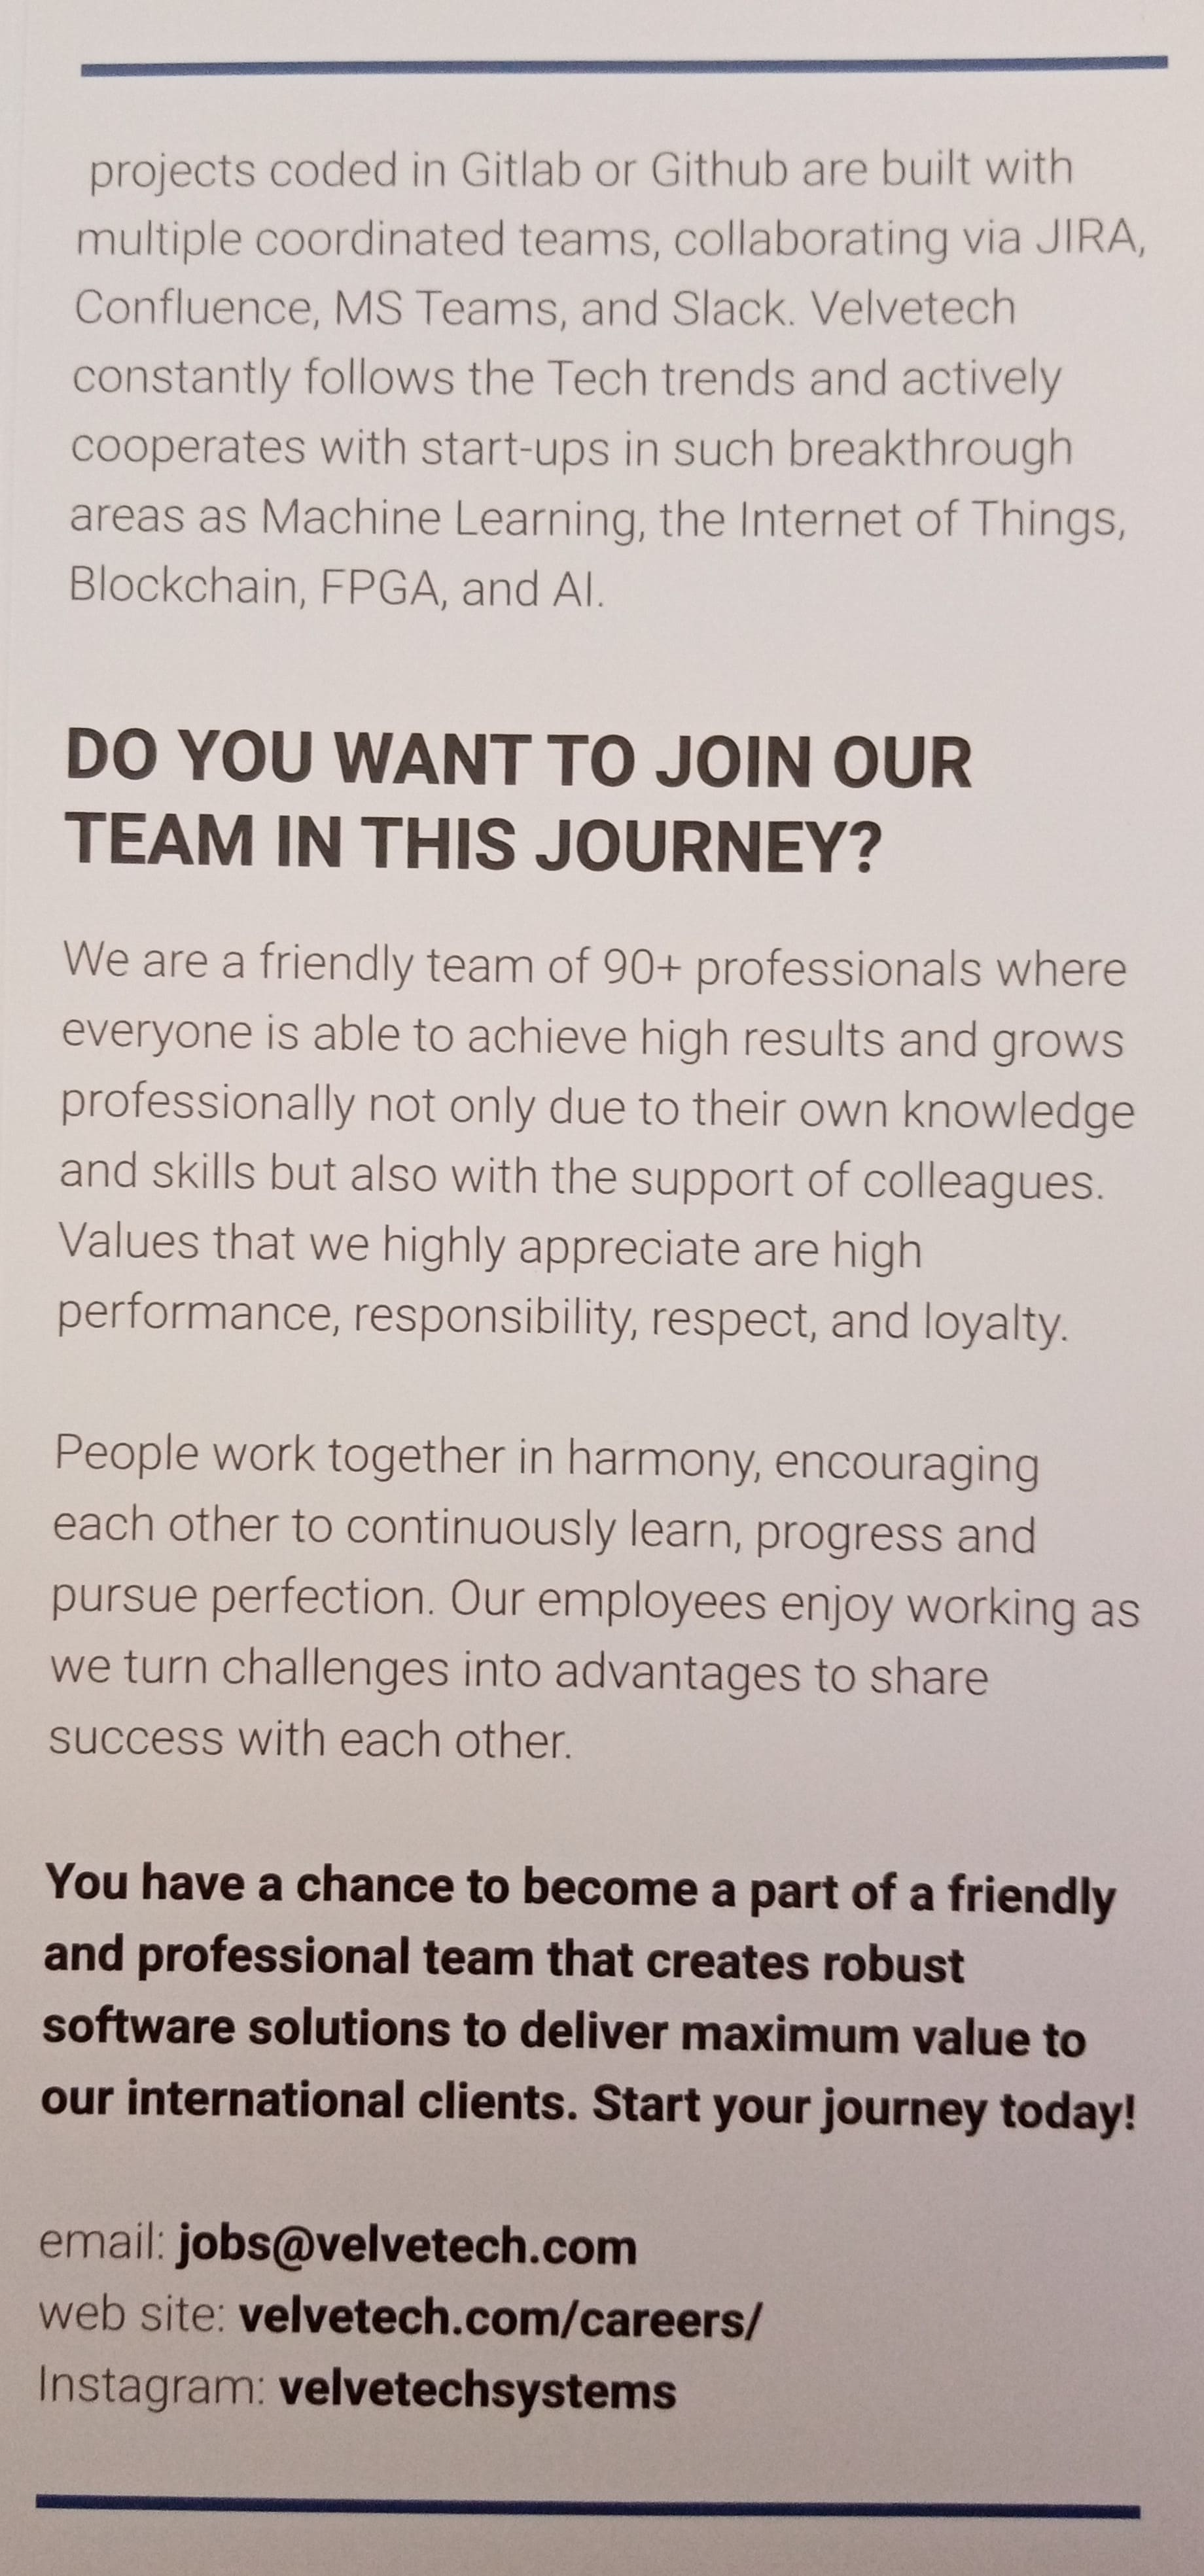 projects coded in Gitlab or Github are built with
multiple coordinated teams, collaborating via JIRA,
Confluence, MS Teams, and Slack. Velvetech
constantly follows the Tech trends and actively
cooperates with start-ups in such breakthrough
areas as Machine Learning, the Internet of Things,
Blockchain, FPGA, and AI.
DO YOU WANT TO JOIN OUR
TEAM IN THIS JOURNEY?
We are a friendly team of 90+ professionals where
everyone is able to achieve high results and grows
professionally not only due to their own knowledge
and skills but also with the support of colleagues.
Values that we highly appreciate are high
performance, responsibility, respect, and loyalty.
People work together in harmony, encouraging
each other to continuously learn, progress and
pursue perfection. Our employees enjoy working as
we turn challenges into advantages to share
success with each other.
You have a chance to become a part of a friendly
and professional team that creates robust
software solutions to deliver maximum value to
our international clients. Start your journey today!
email: jobs@velvetech.com
web site: velvetech.com/careers/
Instagram: velvetechsystems